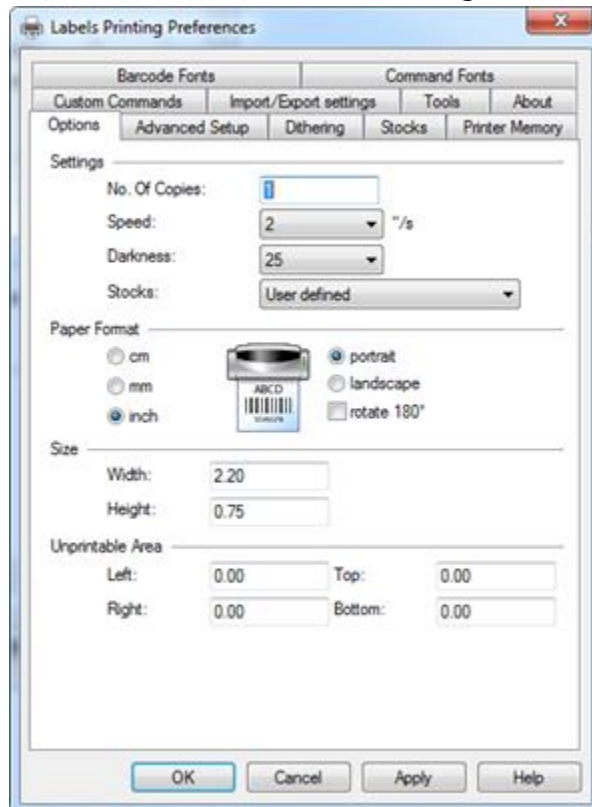 Labels Printing Preferences
Barcode Fonts Command Fonts
Custom Commands Import/Export settings Tools About
Options Advanced Setup Dithering Stocks Printer Memory
Settings
No. Of Copies: 1
Speed: 2 "/s
Darkness: 25
Stocks: User defined
Paper Format
cm portrait
mm ABCD landscape
inch rotate 180°
Size
Width: 2.20
Height: 0.75
Unprintable Area
Left: 0.00 Top: 0.00
Right: 0.00 Bottom: 0.00
OK Cancel Apply Help